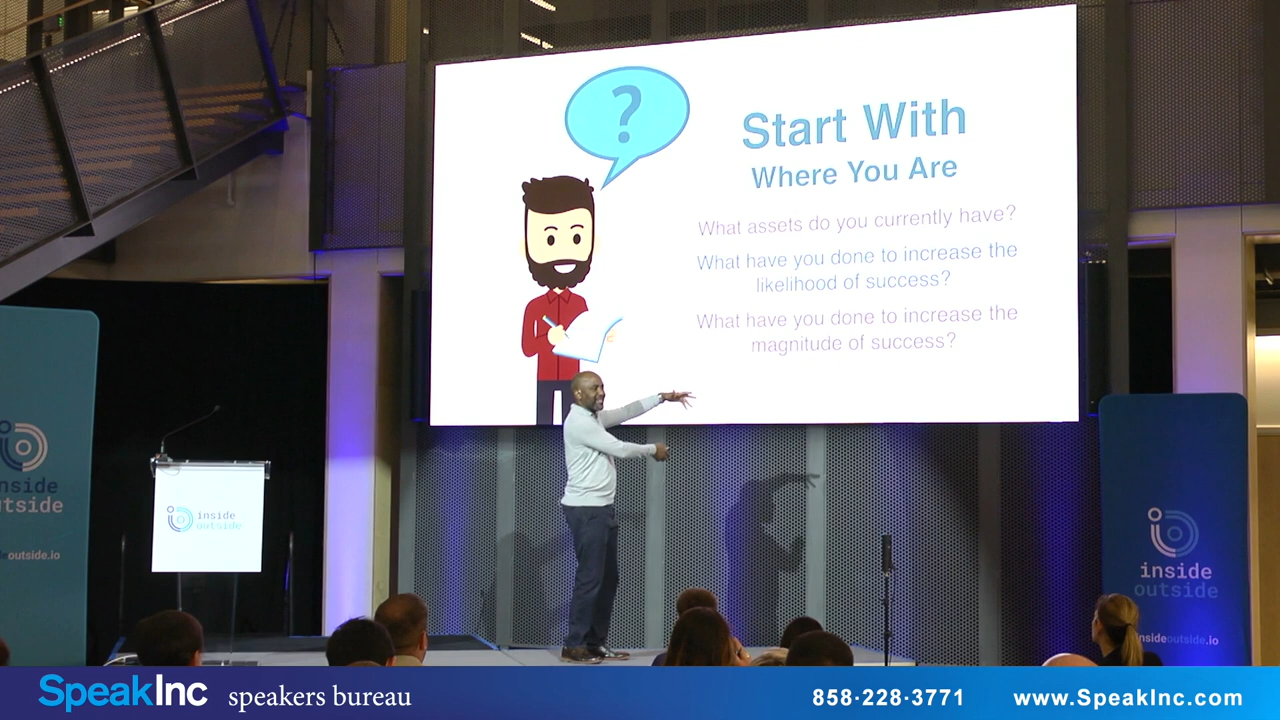 ?
Start With
Where You Are
What assets do you currently have?
What have you done to increase the
likelihood of success?
What have you done to increase the
magnitude of success?
inside
outside
inside
outside
outside.io
inside
outside
insideoutside.io
SpeakInc speakers bureau
858·228·3771
www.SpeakInc.com